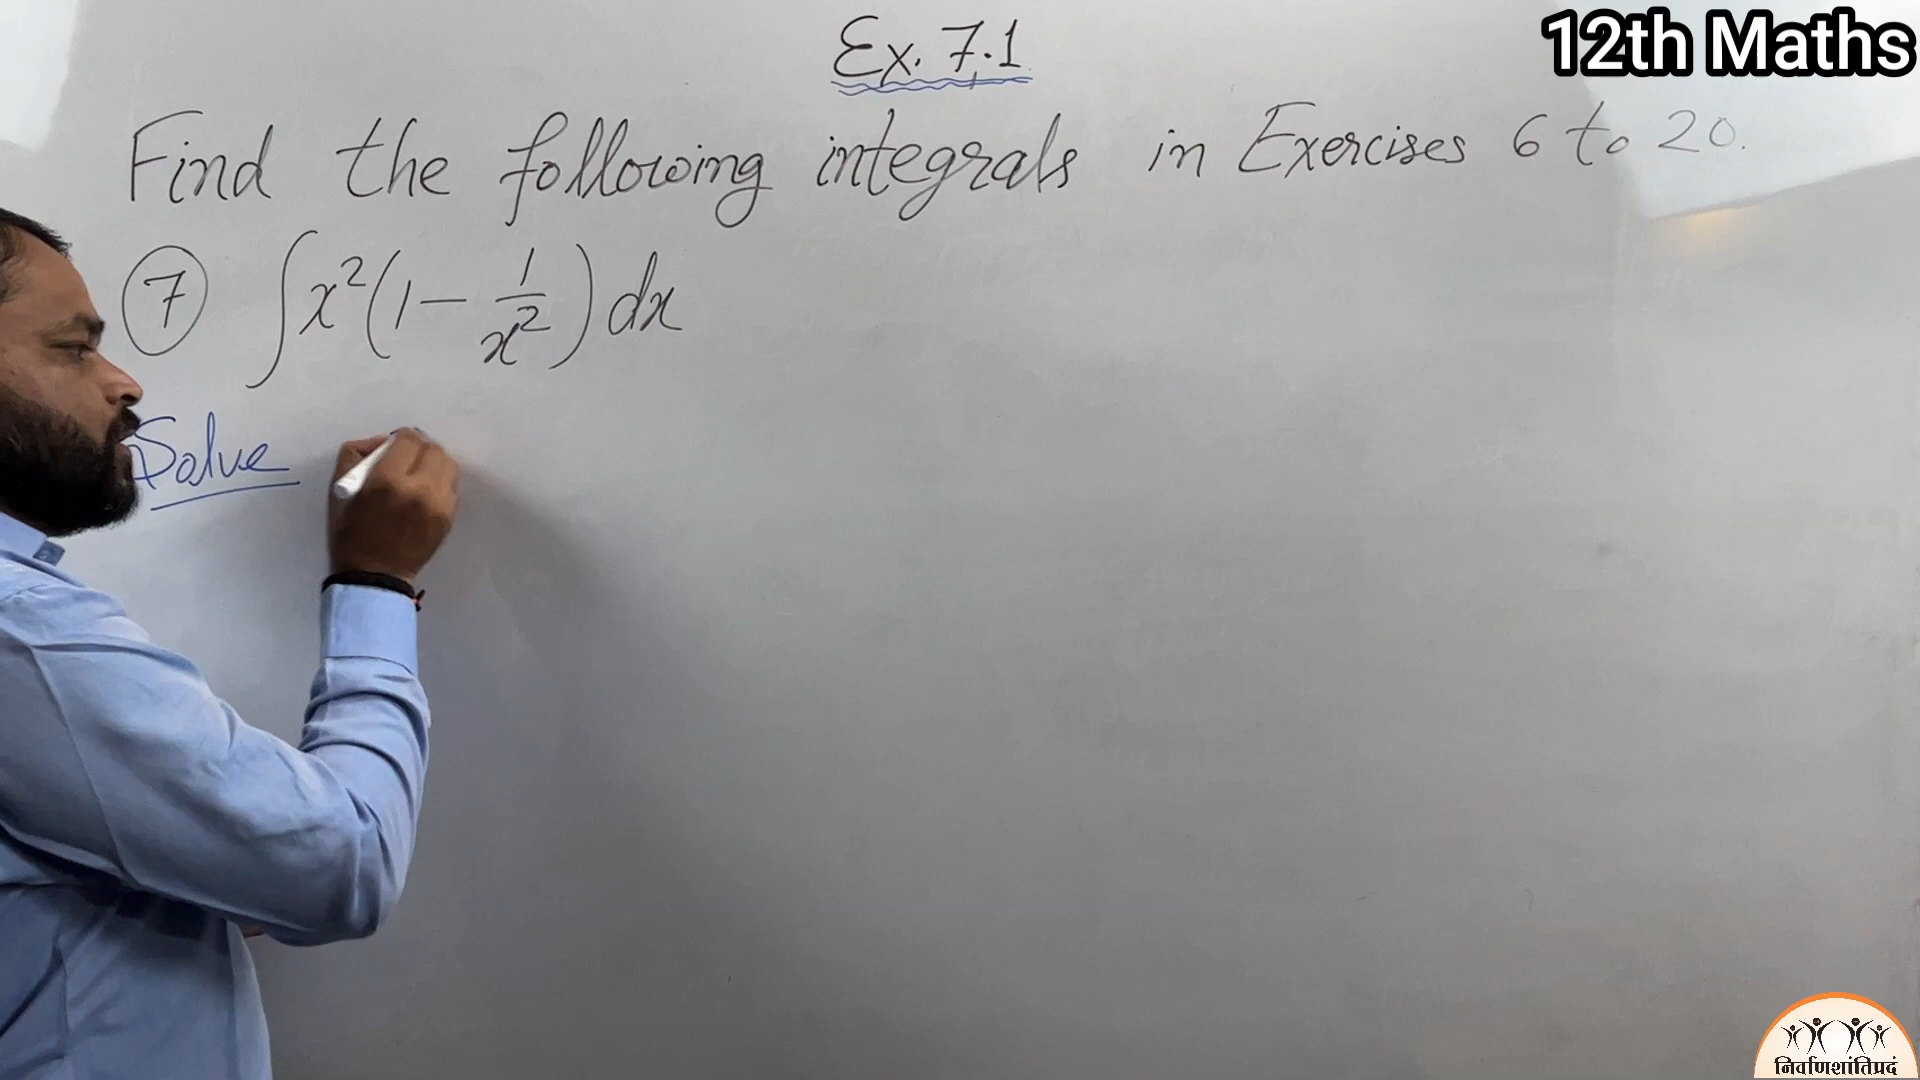 12th Maths
Ex. 7.1
Find the following integrals in Exercises 6 to 20.
7 ∫x²(1 - 1/x²) dx
Solve
निर्वाणशांतिप्रदं